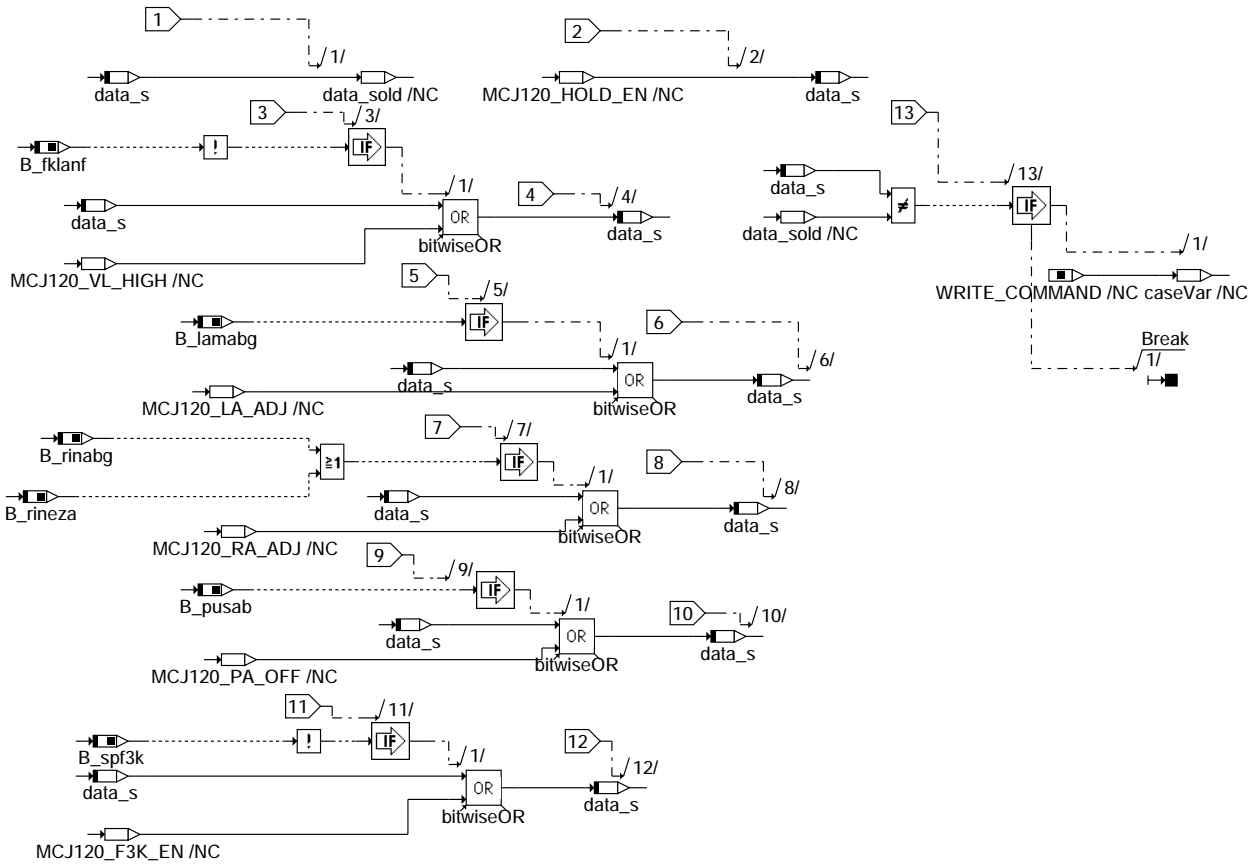 1
1/
data_s
data_sold /NC
2
2/
MCJ120_HOLD_EN /NC
data_s
3
3/
B_fklanf
!
IF
1/
data_s
OR
bitwiseOR
MCJ120_VL_HIGH /NC
4
4/
data_s
13
13/
data_s
data_sold /NC
≠
IF
1/
WRITE_COMMAND /NC
caseVar /NC
Break
1/
5
5/
B_lamabg
IF
1/
data_s
OR
bitwiseOR
MCJ120_LA_ADJ /NC
6
6/
data_s
7
7/
B_rinabg
B_rineza
≥1
IF
1/
data_s
OR
bitwiseOR
MCJ120_RA_ADJ /NC
8
8/
data_s
9
9/
B_pusab
IF
1/
data_s
OR
bitwiseOR
MCJ120_PA_OFF /NC
10
10/
data_s
11
11/
B_spf3k
!
IF
1/
data_s
OR
bitwiseOR
MCJ120_F3K_EN /NC
12
12/
data_s